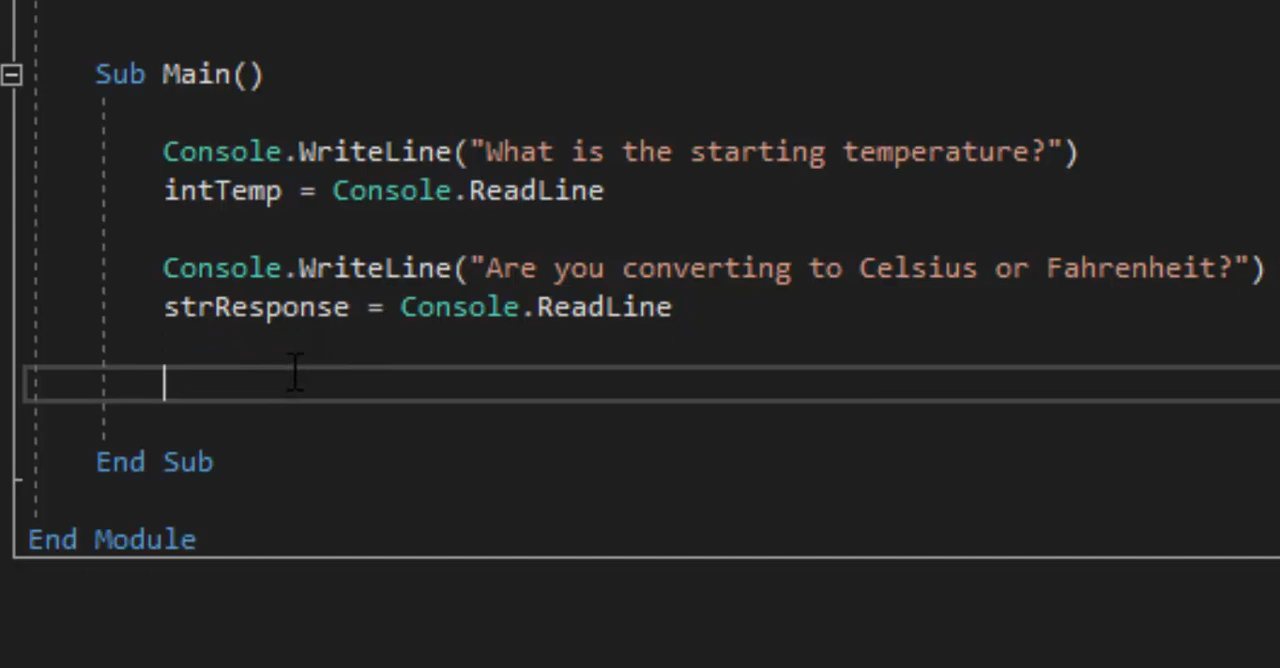 Sub Main()
Console.WriteLine("What is the starting temperature?")
intTemp = Console.ReadLine
Console.WriteLine("Are you converting to Celsius or Fahrenheit?")
strResponse = Console.ReadLine
End Sub
End Module